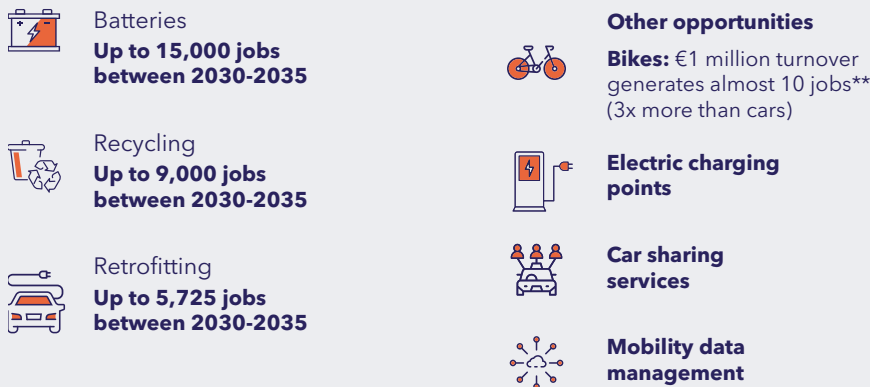 Batteries
Up to 15,000 jobs
between 2030-2035
Recycling
Up to 9,000 jobs
between 2030-2035
Retrofitting
Up to 5,725 jobs
between 2030-2035
Other opportunities
Bikes: €1 million turnover
generates almost 10 jobs**
(3x more than cars)
Electric charging
points
Car sharing
services
Mobility data
management